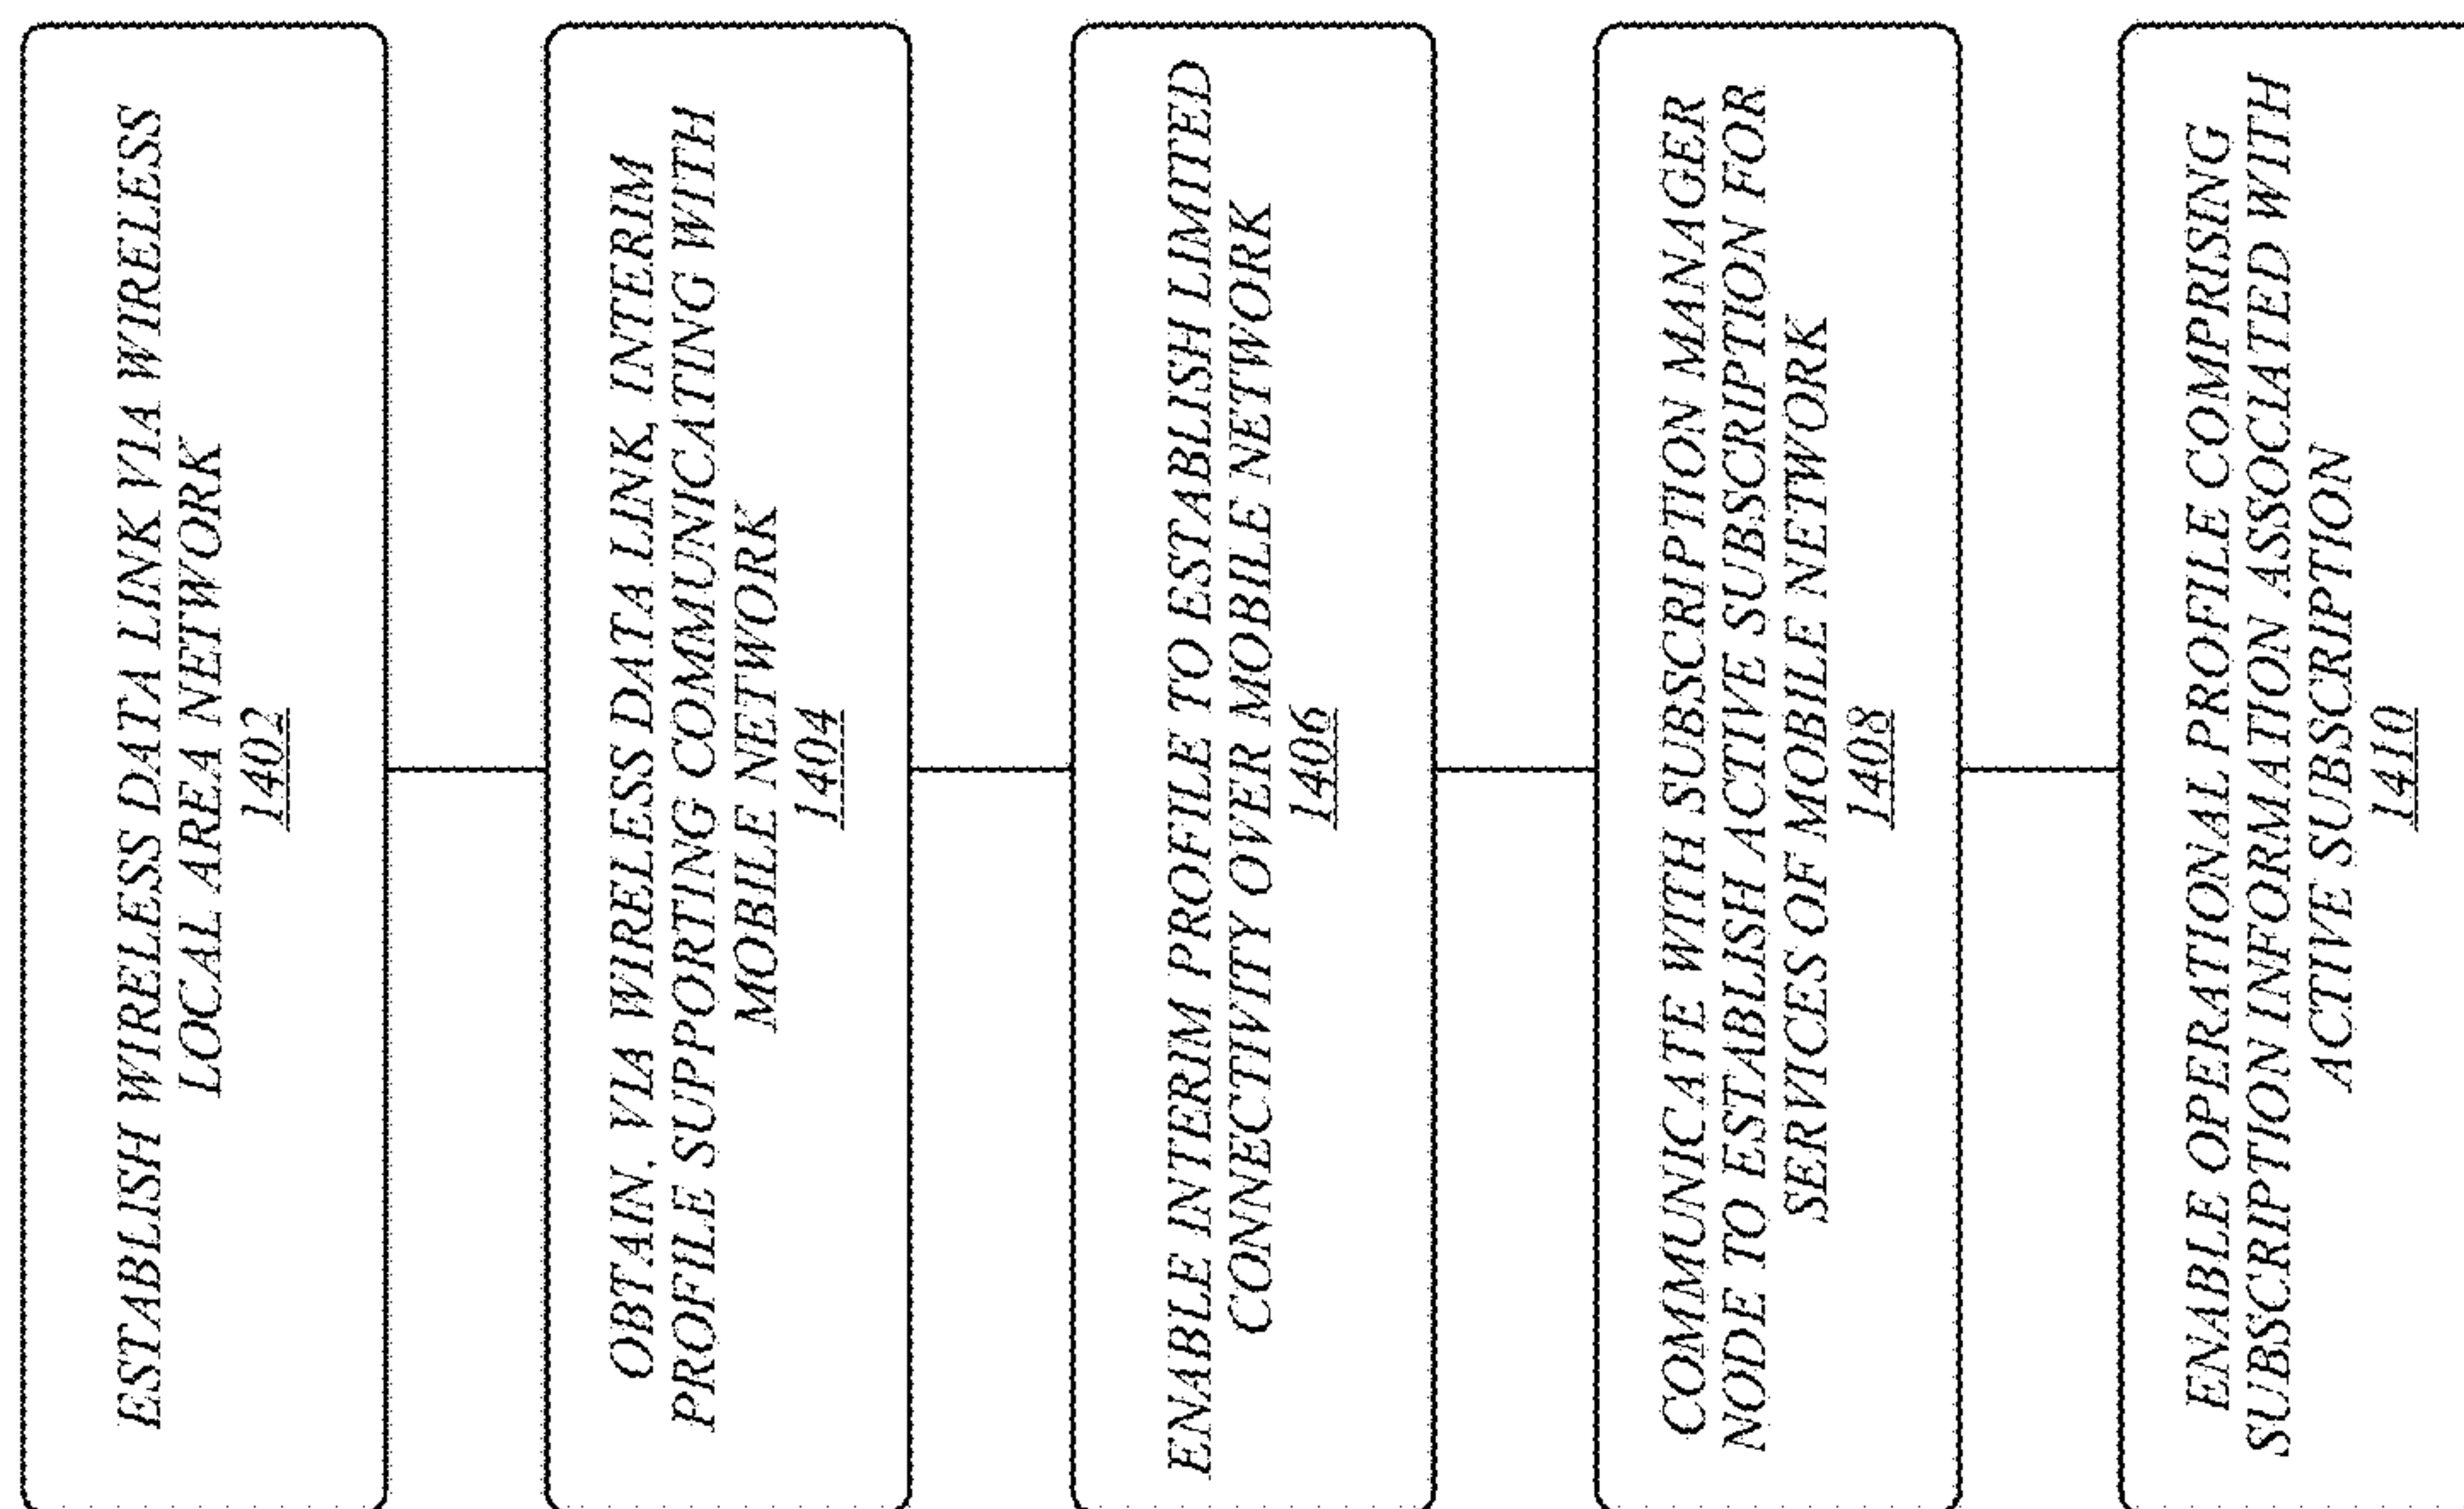 ESTABLISH WIRELESS DATA LINK VIA WIRELESS
LOCAL AREA NETWORK
1402
OBTAIN, VIA WIRELESS DATA LINK, INTERIM
PROFILE SUPPORTING COMMUNICATING WITH
MOBILE NETWORK
1404
ENABLE INTERIM PROFILE TO ESTABLISH LIMITED
CONNECTIVITY OVER MOBILE NETWORK
1406
COMMUNICATE WITH SUBSCRIPTION MANAGER
NODE TO ESTABLISH ACTIVE SUBSCRIPTION FOR
SERVICES OF MOBILE NETWORK
1408
ENABLE OPERATIONAL PROFILE COMPRISING
SUBSCRIPTION INFORMATION ASSOCIATED WITH
ACTIVE SUBSCRIPTION
1410